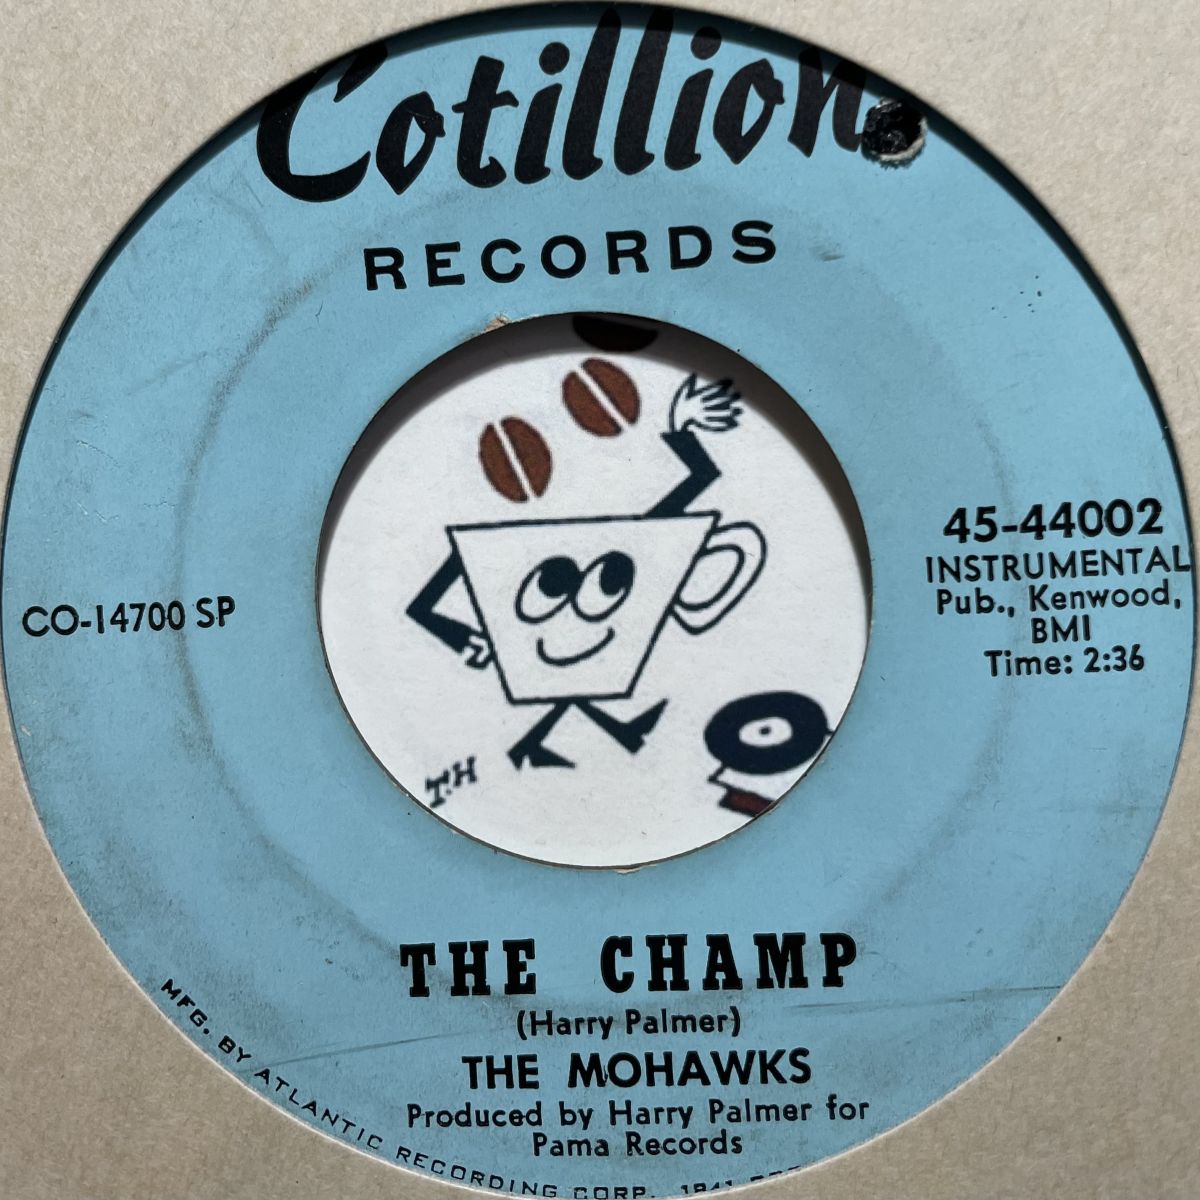 Cotillion
RECORDS
45-44002
INSTRUMENTAL
Pub., Kenwood,
BMI
Time: 2:36
CO-14700 SP
T.H
THE CHAMP
(Harry Palmer)
THE MOHAWKS
Produced by Harry Palmer for
Pama Records
MFG. BY ATLANTIC RECORDING CORP. 1841